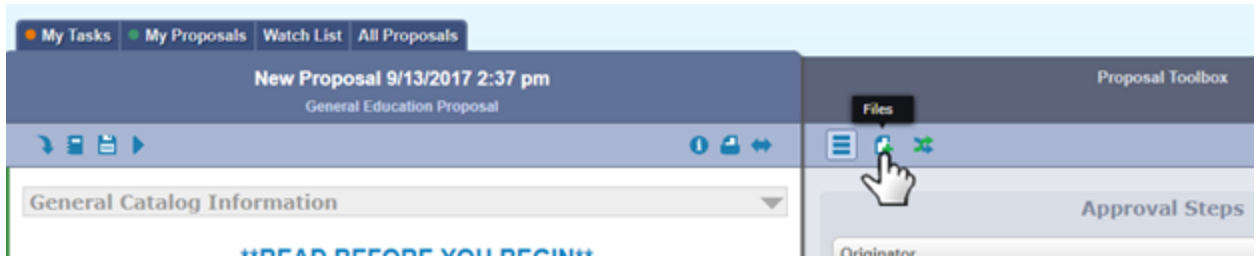 My Tasks My Proposals Watch List All Proposals
New Proposal 9/13/2017 2:37 pm
General Education Proposal
Proposal Toolbox
Files
General Catalog Information
Approval Steps
**READ BEFORE YOU BEGIN**
Originator